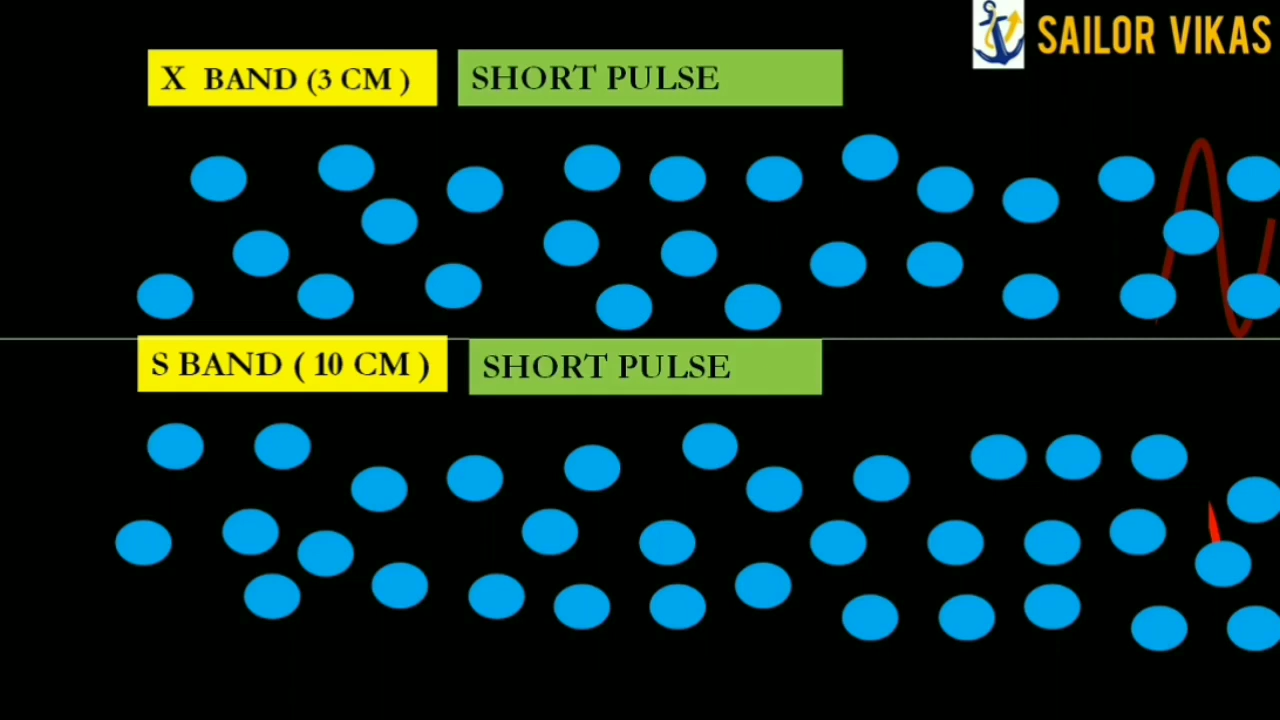 SAILOR VIKAS
X BAND (3 CM )
SHORT PULSE
S BAND ( 10 CM )
SHORT PULSE